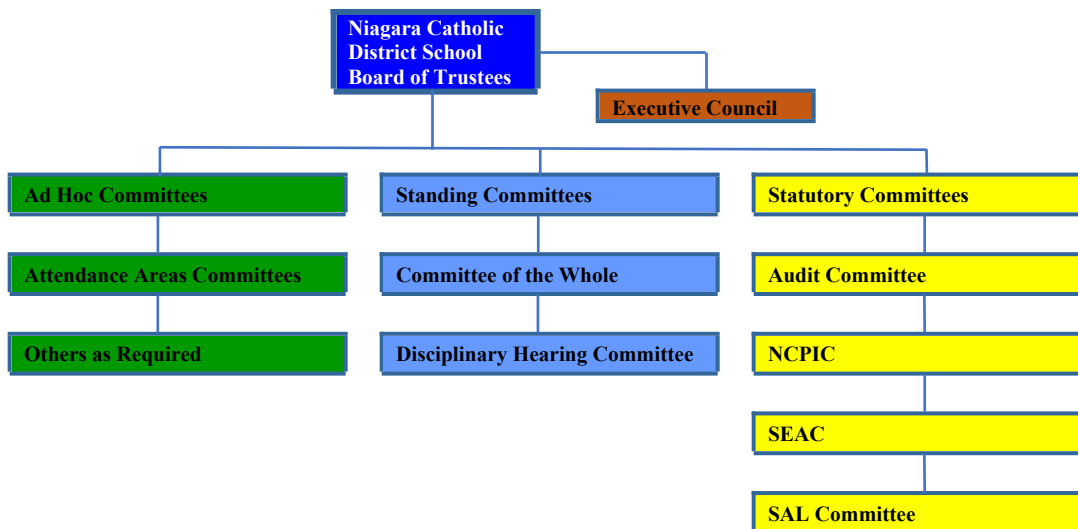 Niagara Catholic
District School
Board of Trustees
Executive Council
Ad Hoc Committees
Standing Committees
Statutory Committees
Attendance Areas Committees
Committee of the Whole
Audit Committee
Others as Required
Disciplinary Hearing Committee
NCPIC
SEAC
SAL Committee